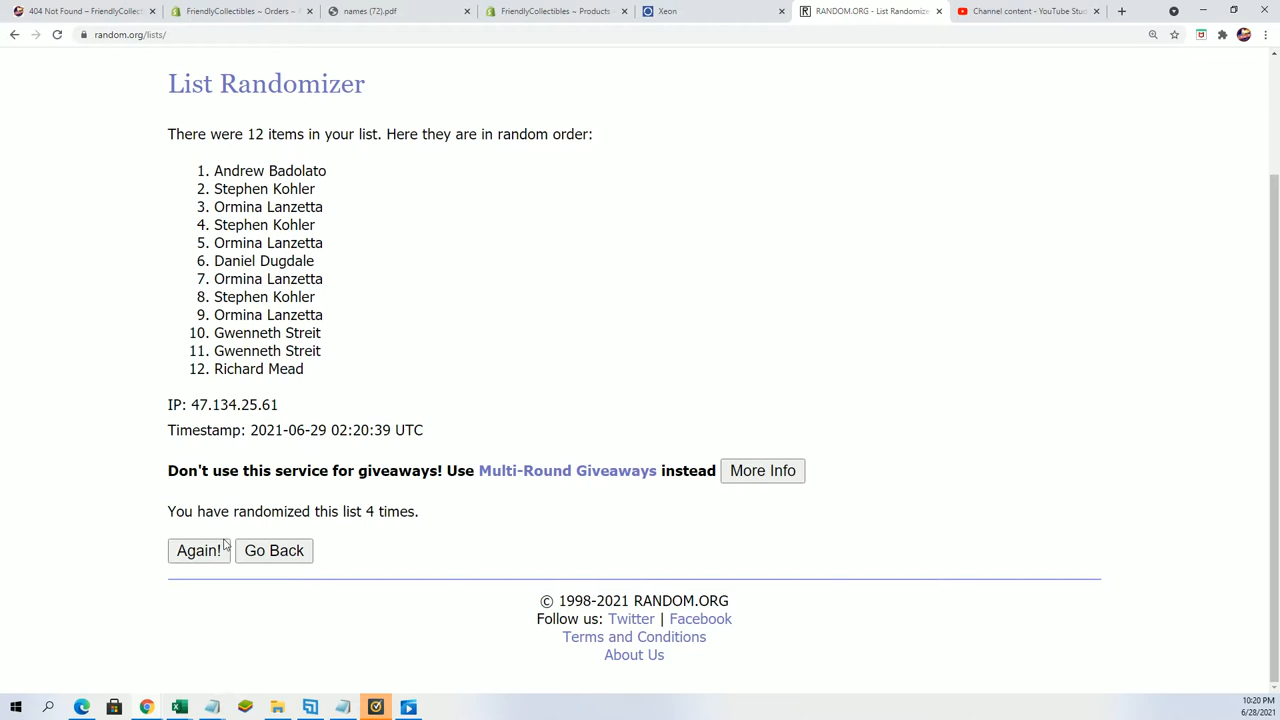 404 Not Found – FriendlyCollect
FriendlyCollectibles ~ Orders ~
names (72).pdf
FriendlyCollectibles ~ Products
Xeon
RANDOM.ORG - List Randomize
Channel content - YouTube Stud
random.org/lists/
List Randomizer
There were 12 items in your list. Here they are in random order:
1. Andrew Badolato
2. Stephen Kohler
3. Ormina Lanzetta
4. Stephen Kohler
5. Ormina Lanzetta
6. Daniel Dugdale
7. Ormina Lanzetta
8. Stephen Kohler
9. Ormina Lanzetta
10. Gwenneth Streit
11. Gwenneth Streit
12. Richard Mead
IP: 47.134.25.61
Timestamp: 2021-06-29 02:20:39 UTC
Don't use this service for giveaways! Use Multi-Round Giveaways instead More Info
You have randomized this list 4 times.
Again! Go Back
© 1998-2021 RANDOM.ORG
Follow us: Twitter | Facebook
Terms and Conditions
About Us
10:20 PM
6/28/2021